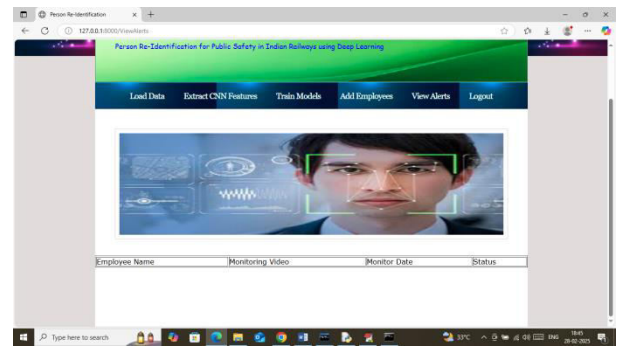 Person Re-Identification
127.0.0.1:8000/ViewAlerts
Person Re-Identification for Public Safety in Indian Railways using Deep Learning
Load Data Extract CNN Features Train Models Add Employees View Alerts Logout
Employee Name Monitoring Video Monitor Date Status
Type here to search 33°C ENG 18:45
28-02-2025